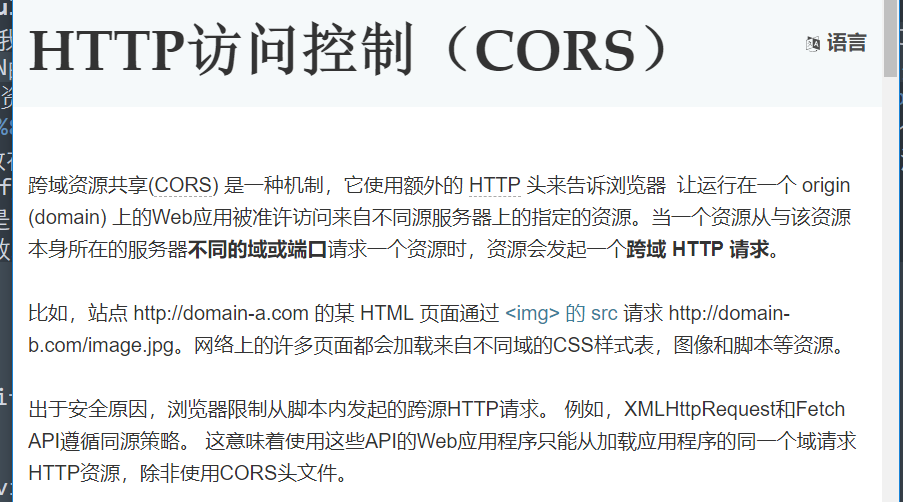 HTTP访问控制（CORS）
语言
跨域资源共享(CORS) 是一种机制，它使用额外的 HTTP 头来告诉浏览器  让运行在一个 origin
(domain) 上的Web应用被准许访问来自不同源服务器上的指定的资源。当一个资源从与该资源
本身所在的服务器不同的域或端口请求一个资源时，资源会发起一个跨域 HTTP 请求。
比如，站点 http://domain-a.com 的某 HTML 页面通过 <img> 的 src 请求 http://domain-
b.com/image.jpg。网络上的许多页面都会加载来自不同域的CSS样式表，图像和脚本等资源。
出于安全原因，浏览器限制从脚本内发起的跨源HTTP请求。 例如，XMLHttpRequest和Fetch
API遵循同源策略。 这意味着使用这些API的Web应用程序只能从加载应用程序的同一个域请求
HTTP资源，除非使用CORS头文件。